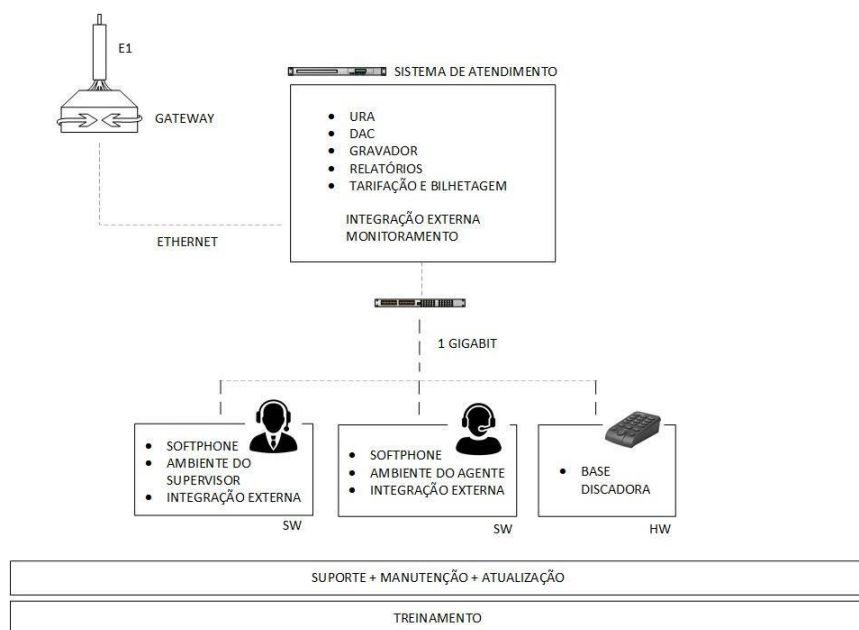 E1
SISTEMA DE ATENDIMENTO
GATEWAY
• URA
• DAC
• GRAVADOR
• RELATÓRIOS
• TARIFAÇÃO E BILHETAGEM
INTEGRAÇÃO EXTERNA
MONITORAMENTO
ETHERNET
1 GIGABIT
• SOFTPHONE
• AMBIENTE DO
SUPERVISOR
• INTEGRAÇÃO EXTERNA
SW
• SOFTPHONE
• AMBIENTE DO AGENTE
• INTEGRAÇÃO EXTERNA
SW
• BASE
DISCADORA
HW
SUPORTE + MANUTENÇÃO + ATUALIZAÇÃO
TREINAMENTO